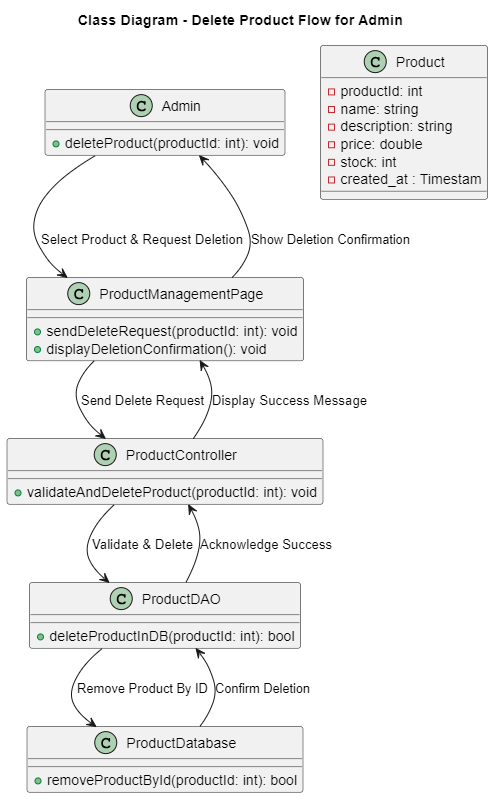 Class Diagram - Delete Product Flow for Admin
C Product
productId: int
name: string
description: string
price: double
stock: int
created_at : Timestam
C Admin
deleteProduct(productId: int): void
Select Product & Request Deletion
Show Deletion Confirmation
C ProductManagementPage
sendDeleteRequest(productId: int): void
displayDeletionConfirmation(): void
Send Delete Request
Display Success Message
C ProductController
validateAndDeleteProduct(productId: int): void
Validate & Delete
Acknowledge Success
C ProductDAO
deleteProductInDB(productId: int): bool
Remove Product By ID
Confirm Deletion
C ProductDatabase
removeProductById(productId: int): bool